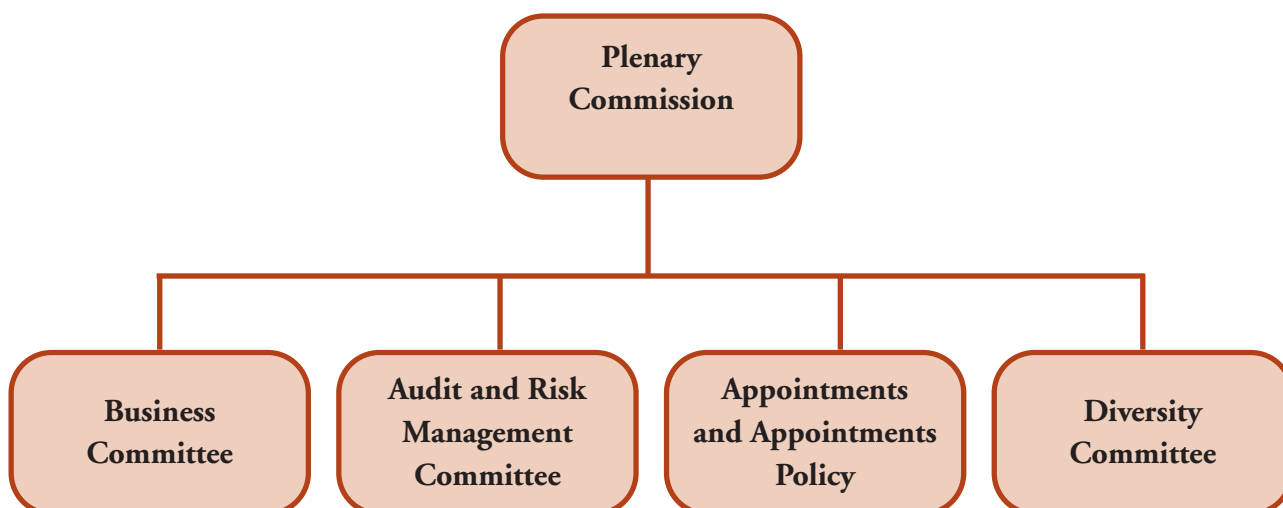 Plenary
Commission
Business
Committee
Audit and Risk
Management
Committee
Appointments
and Appointments
Policy
Diversity
Committee